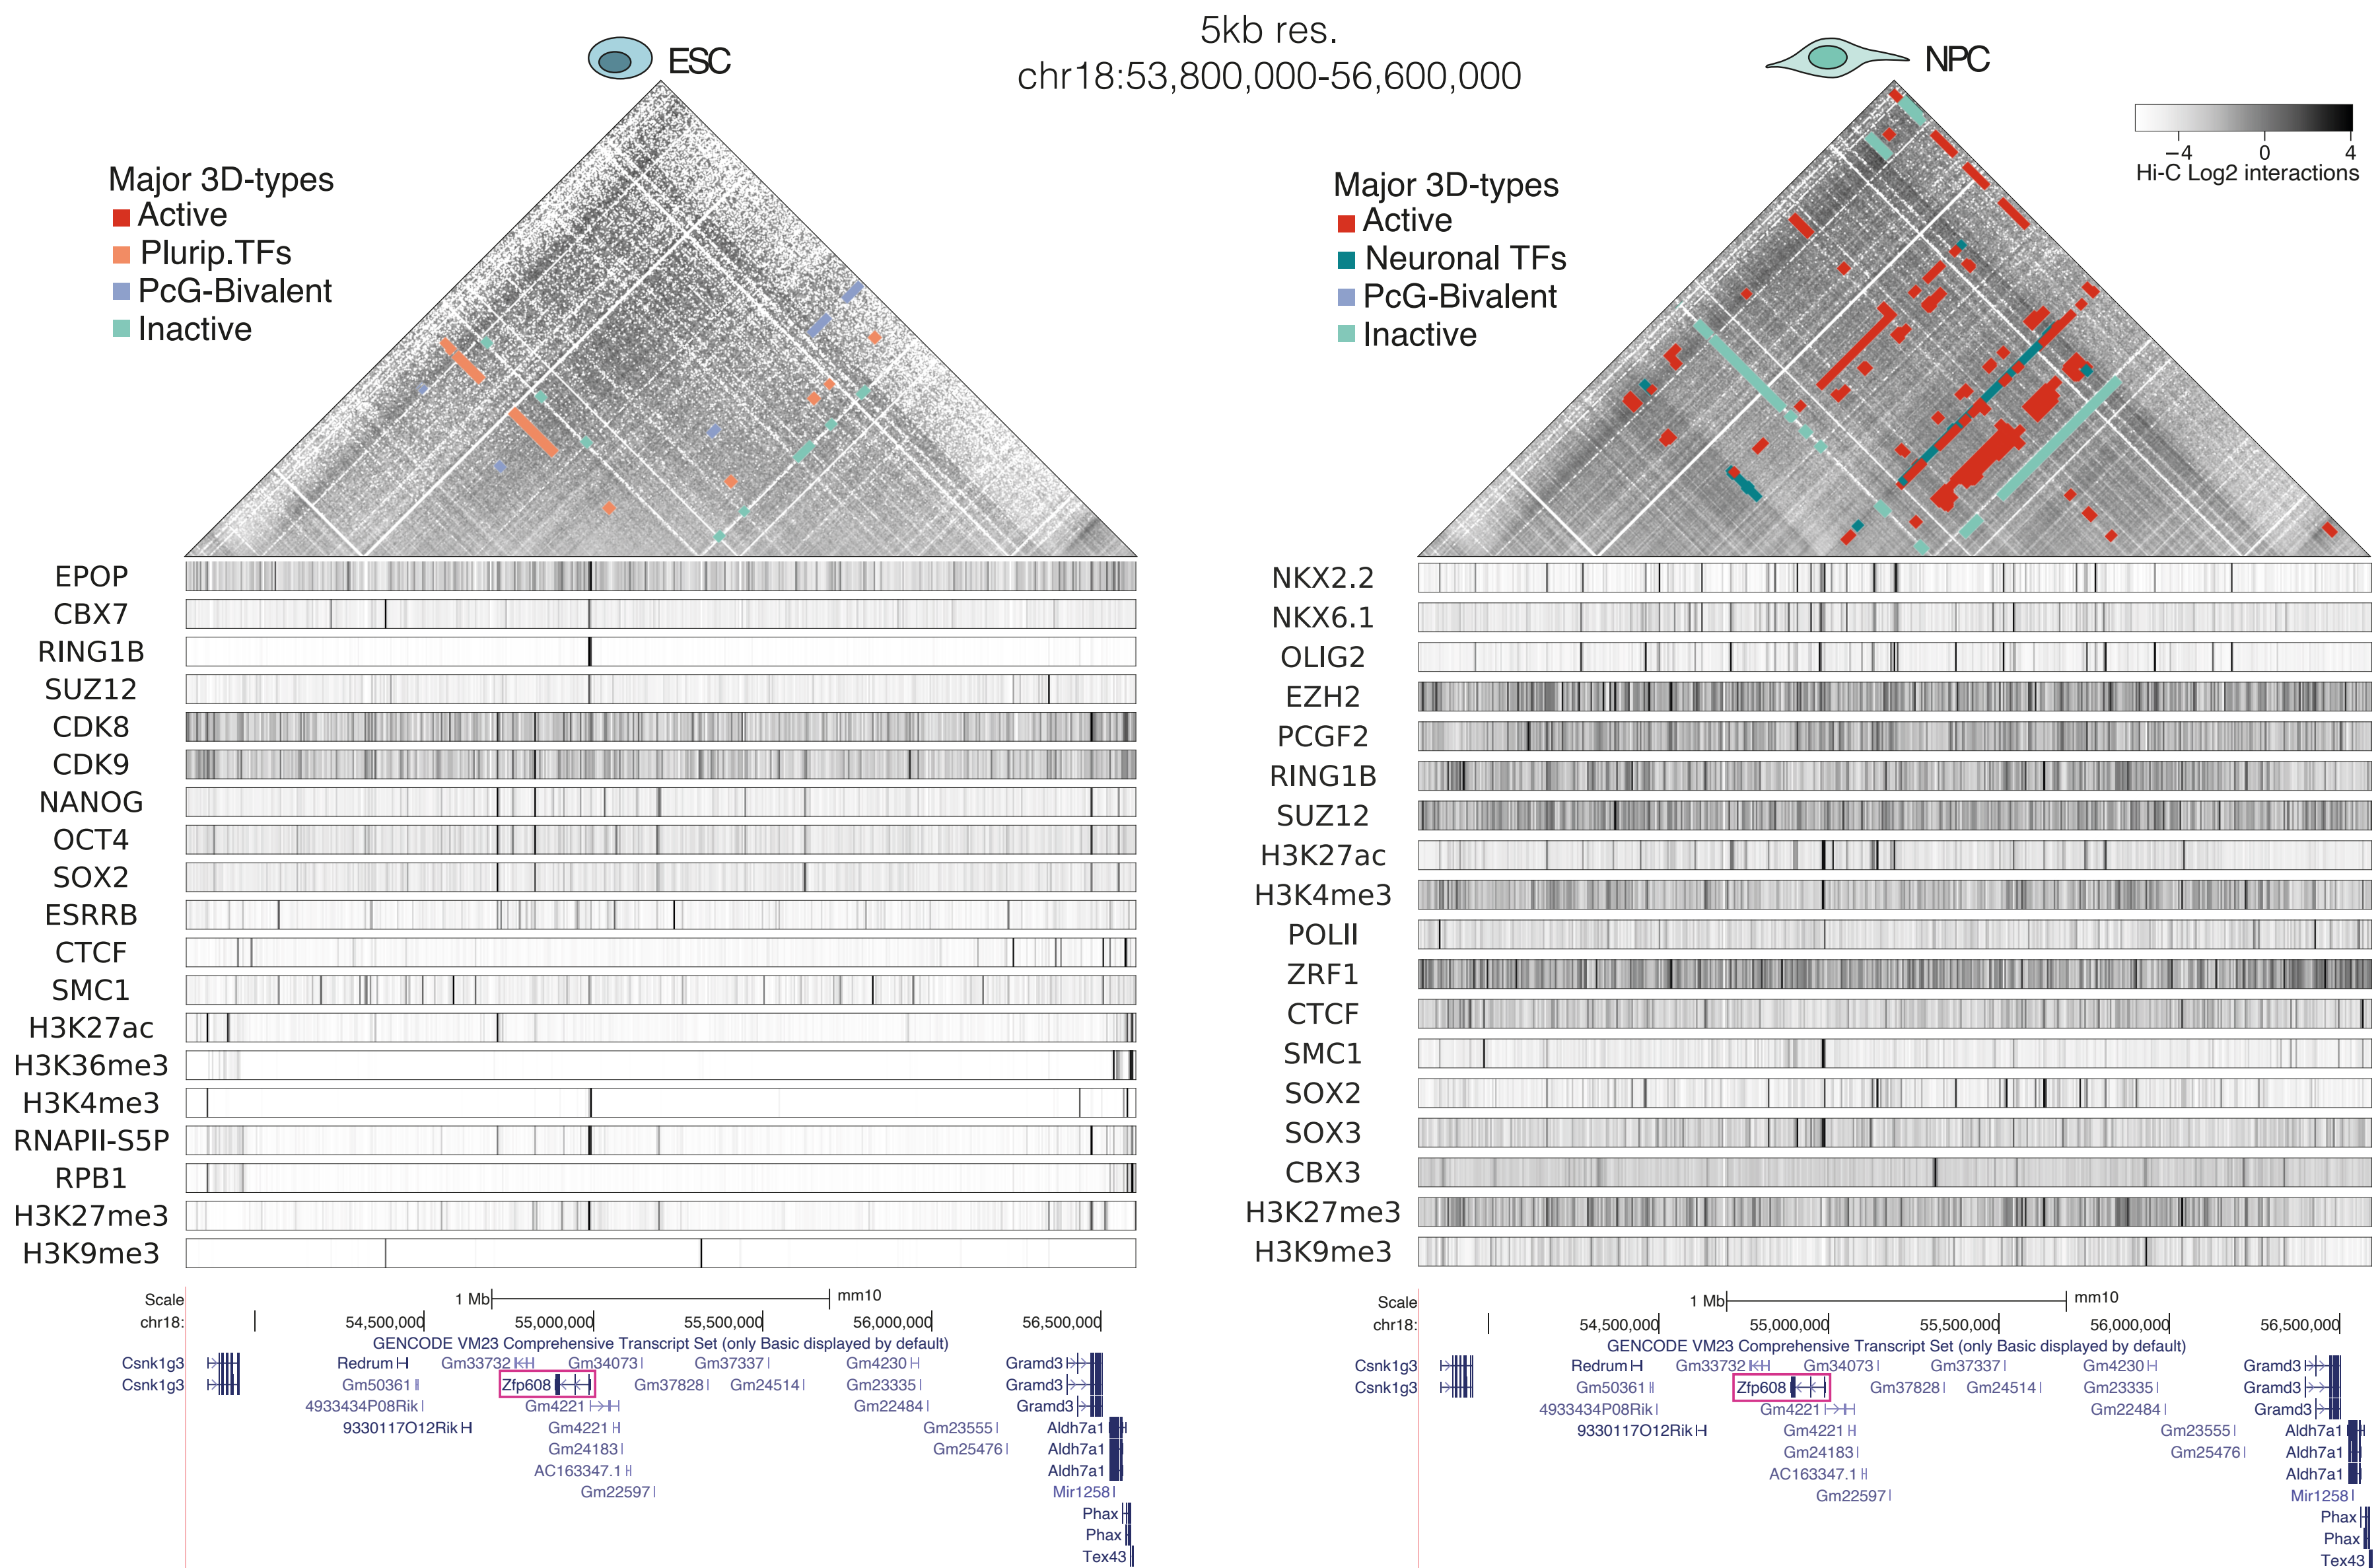 5kb res.
chr18:53,800,000-56,600,000
ESC
Major 3D-types
Active
Plurip.TFs
PcG-Bivalent
Inactive
EPOP
CBX7
RING1B
SUZ12
CDK8
CDK9
NANOG
OCT4
SOX2
ESRRB
CTCF
SMC1
H3K27ac
H3K36me3
H3K4me3
RNAPII-S5P
RPB1
H3K27me3
H3K9me3
Scale 1 Mb mm10
chr18: 54,500,000 55,000,000 55,500,000 56,000,000 56,500,000
GENCODE VM23 Comprehensive Transcript Set (only Basic displayed by default)
Csnk1g3 Redrum Gm33732 Gm34073 Gm37337 Gm4230 Gramd3
Csnk1g3 Gm50361 Zfp608 Gm37828 Gm24514 Gm23335 Gramd3
4933434P08Rik Gm4221 Gm22484 Gramd3
9330117O12Rik Gm4221 Gm23555 Aldh7a1
Gm24183 Gm25476 Aldh7a1
AC163347.1 Aldh7a1
Gm22597 Mir1258
Phax
Phax
Tex43
NPC
−4 0 4
Hi-C Log2 interactions
Major 3D-types
Active
Neuronal TFs
PcG-Bivalent
Inactive
NKX2.2
NKX6.1
OLIG2
EZH2
PCGF2
RING1B
SUZ12
H3K27ac
H3K4me3
POLII
ZRF1
CTCF
SMC1
SOX2
SOX3
CBX3
H3K27me3
H3K9me3
Scale 1 Mb mm10
chr18: 54,500,000 55,000,000 55,500,000 56,000,000 56,500,000
GENCODE VM23 Comprehensive Transcript Set (only Basic displayed by default)
Csnk1g3 Redrum Gm33732 Gm34073 Gm37337 Gm4230 Gramd3
Csnk1g3 Gm50361 Zfp608 Gm37828 Gm24514 Gm23335 Gramd3
4933434P08Rik Gm4221 Gm22484 Gramd3
9330117O12Rik Gm4221 Gm23555 Aldh7a1
Gm24183 Gm25476 Aldh7a1
AC163347.1 Aldh7a1
Gm22597 Mir1258
Phax
Phax
Tex43